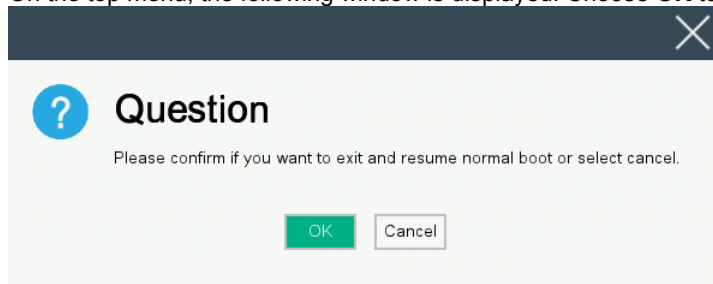 On the top menu, the following window is displayed. Choose OK to
?
Question
Please confirm if you want to exit and resume normal boot or select cancel.
OK
Cancel